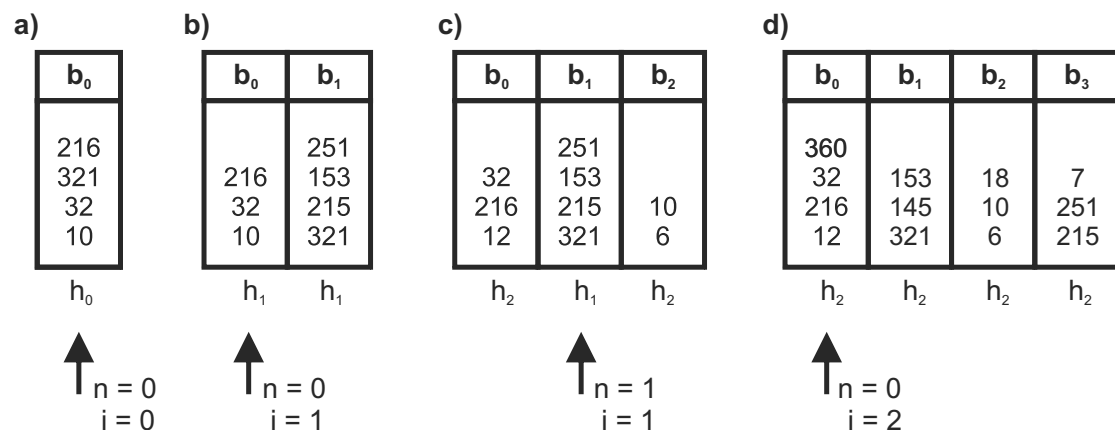 a) b) c) d)
b₀ b₀ b₁ b₀ b₁ b₂ b₀ b₁ b₂ b₃
216 251 251 360
321 216 153 32 153 32 153 18 7
32 32 215 216 215 10 216 145 10 251
10 10 321 12 321 6 12 321 6 215
h₀ h₁ h₁ h₂ h₁ h₂ h₂ h₂ h₂ h₂
n = 0 n = 0 n = 1 n = 0
i = 0 i = 1 i = 1 i = 2